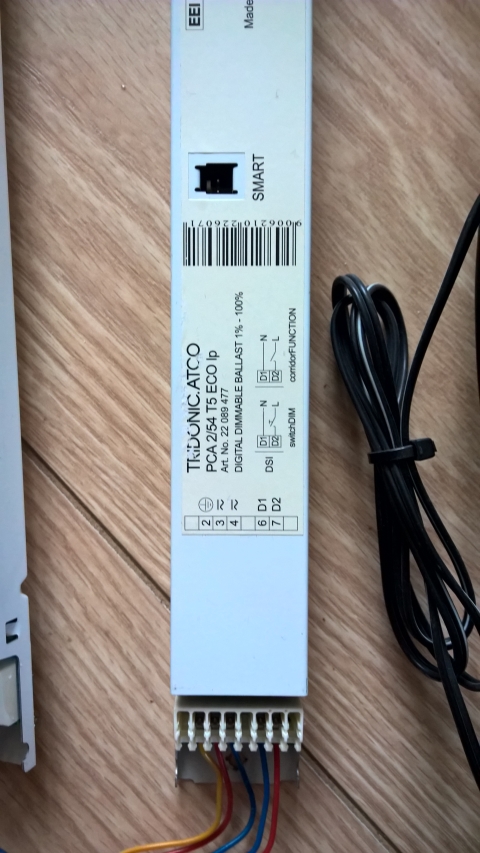 EEI
Made
SMART
9006210226071
TRIDONIC.ATCO
PCA 2/54 T5 ECO lp
Art. No. 22 089 477
DIGITAL DIMMABLE BALLAST 1% - 100%
DSI
D1
D2
N
L
switchDIM
D1
D2
N
L
corridorFUNCTION
2
3
4
6 D1
7 D2